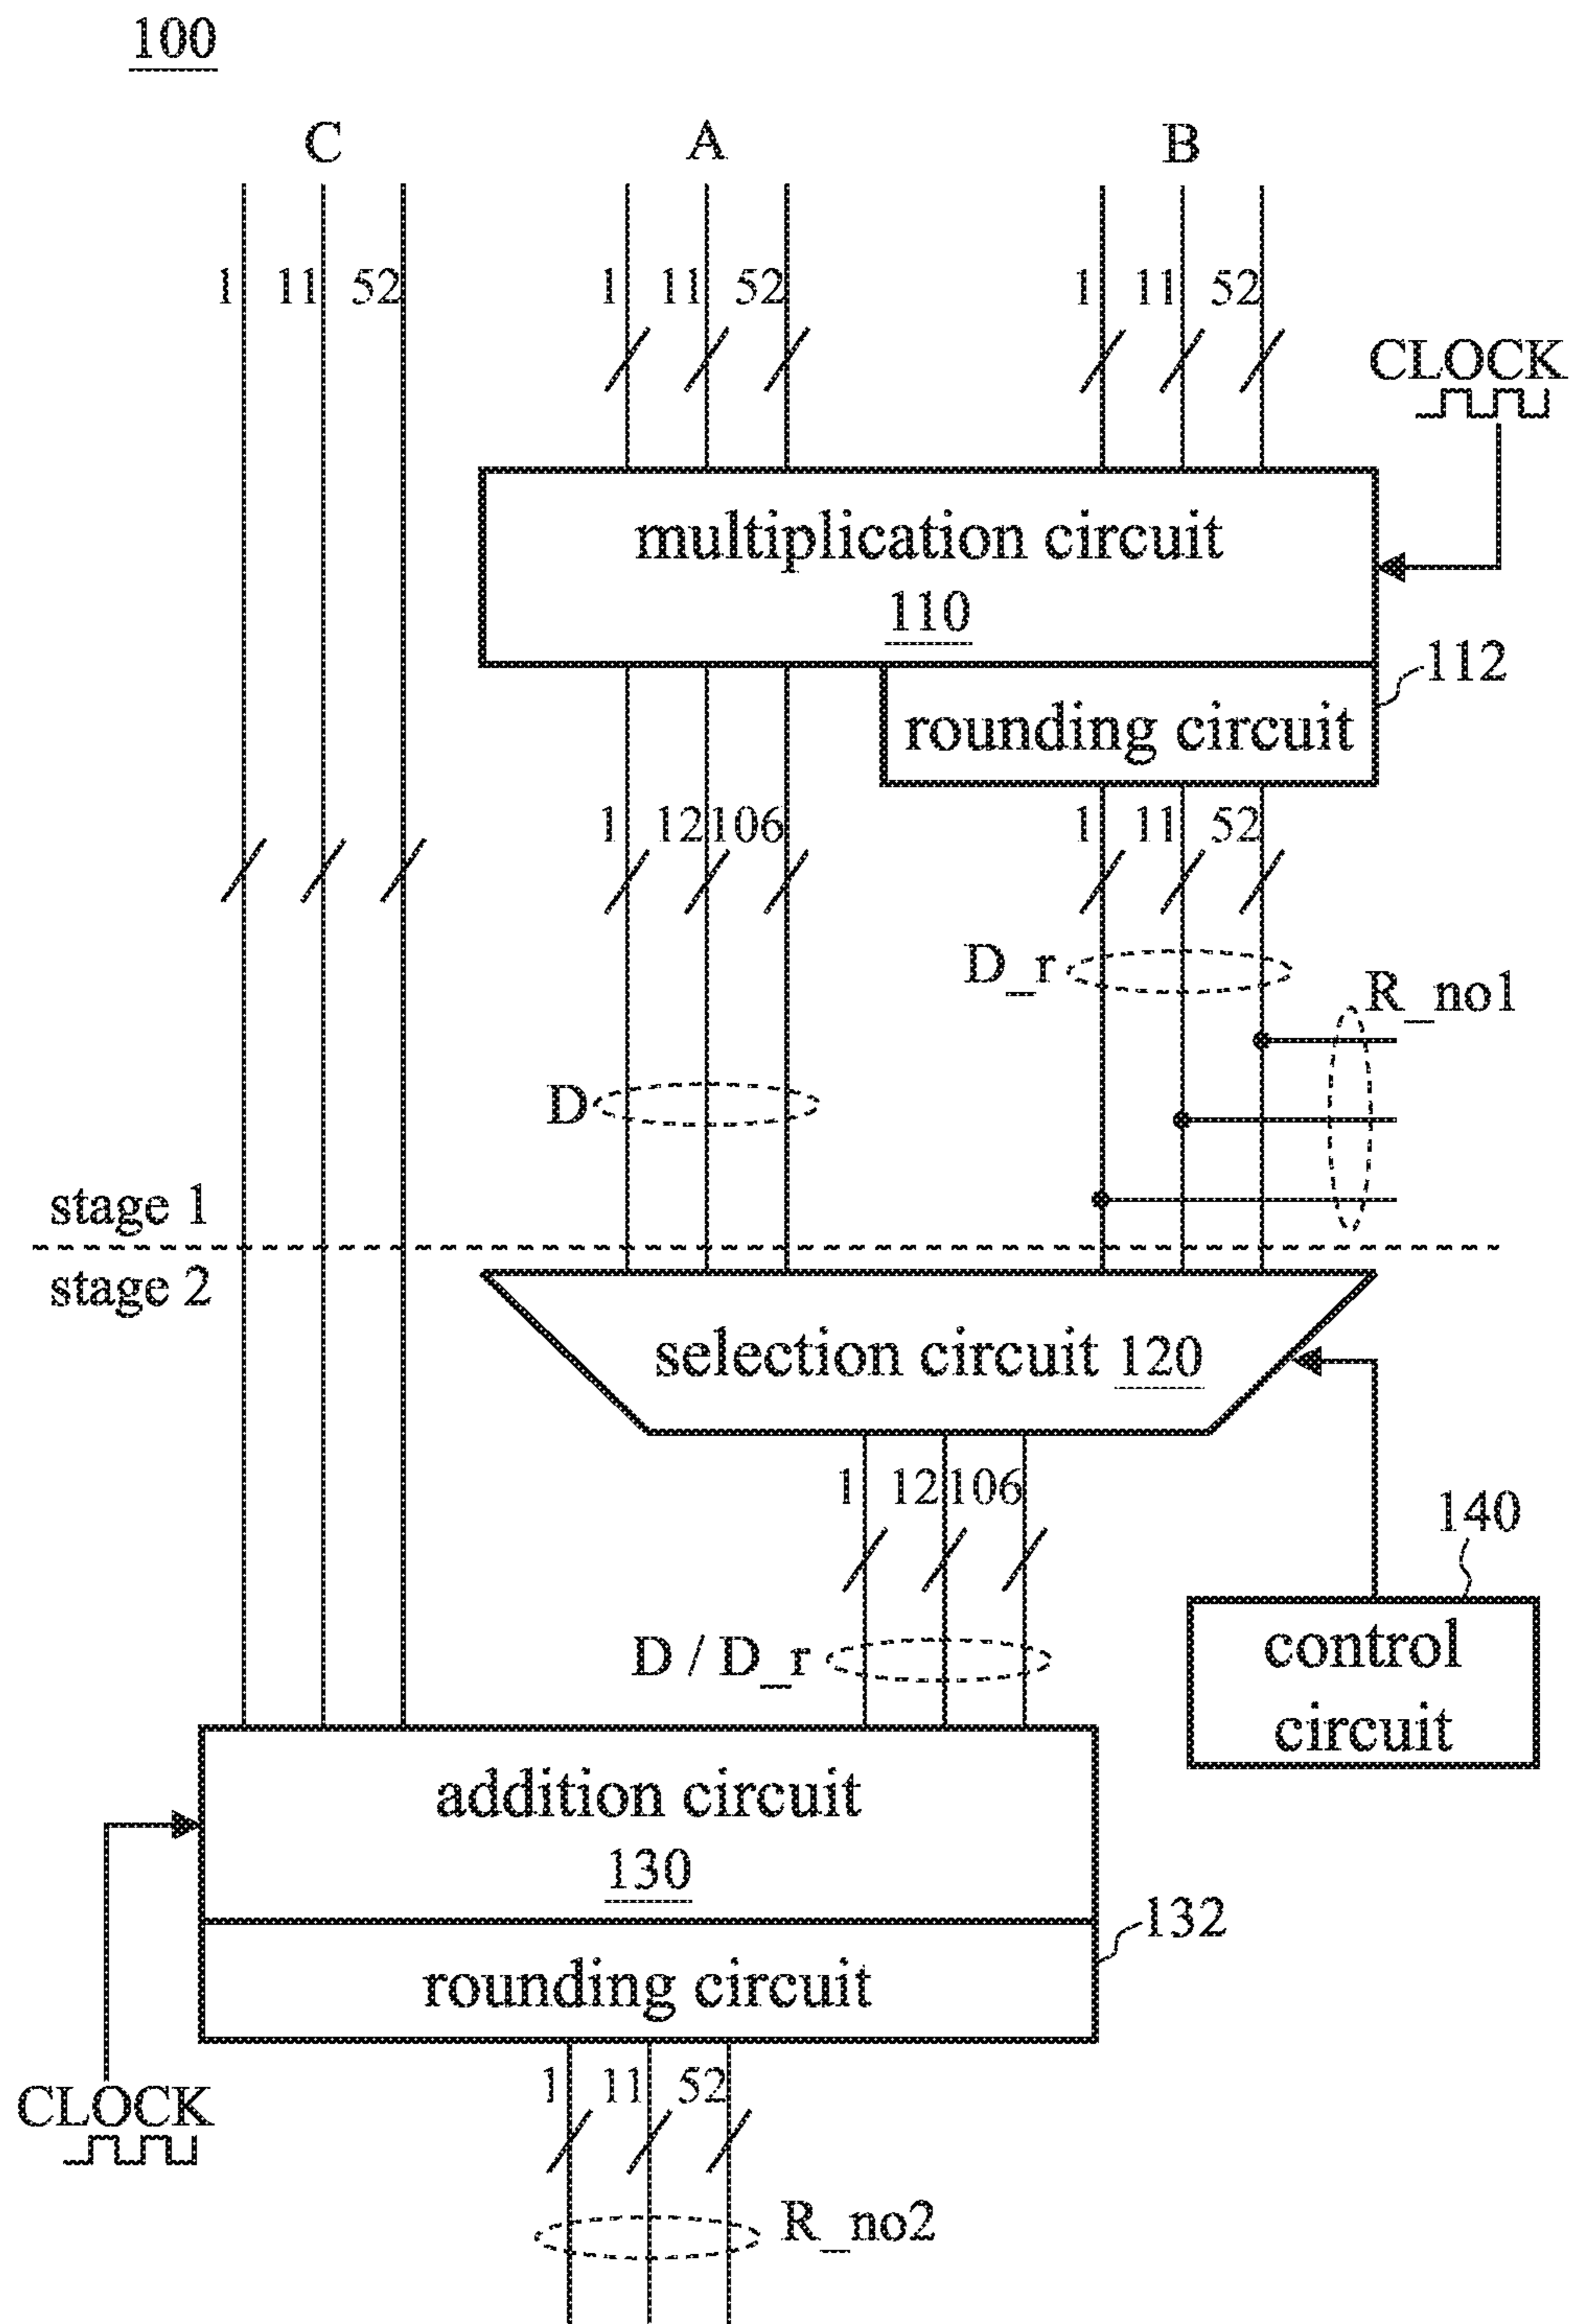 100
C A B
1 11 52 1 11 52 1 11 52
CLOCK
multiplication circuit
110
112
rounding circuit
1 12 106 1 11 52
D_r
R_no1
D
stage 1
stage 2
selection circuit 120
1 12 106
140
D / D_r
control
circuit
addition circuit
130
132
rounding circuit
1 11 52
CLOCK
R_no2